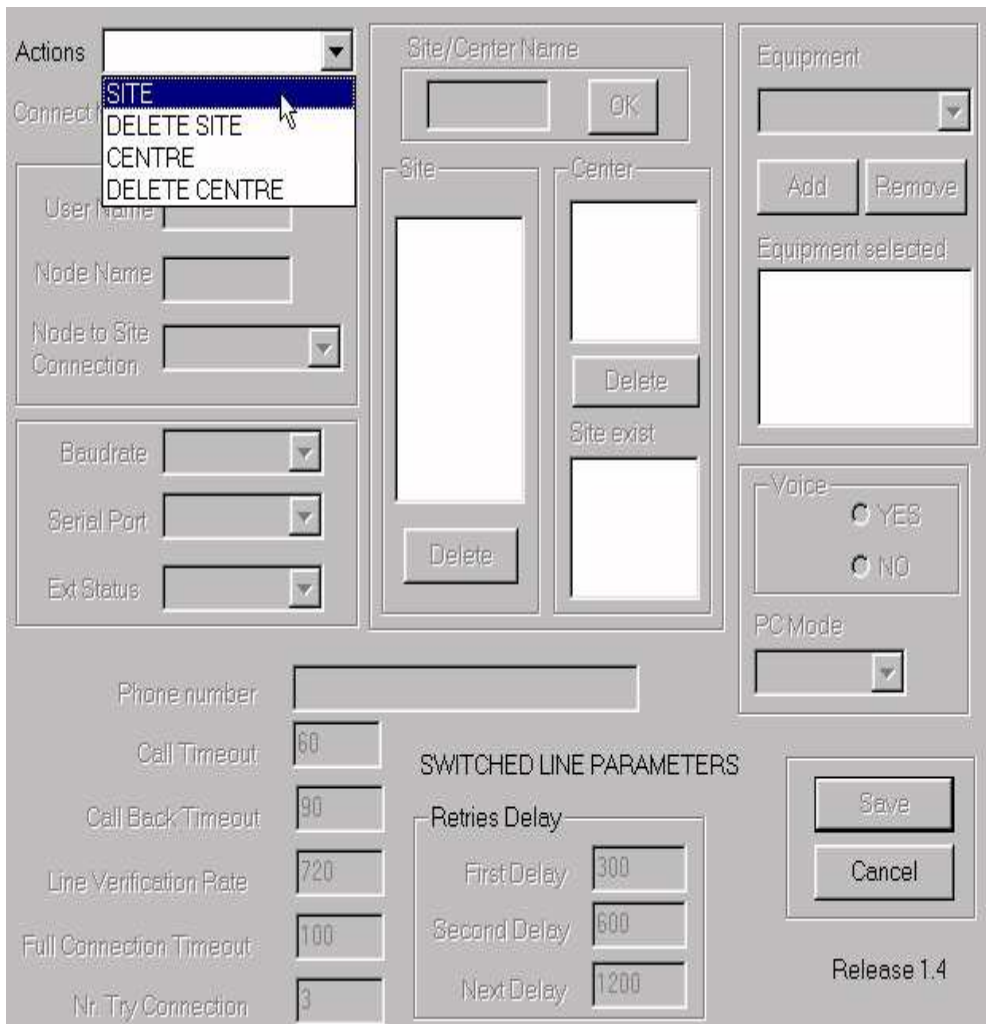 Actions
SITE
DELETE SITE
CENTRE
DELETE CENTRE
Connect
User Name
Node Name
Node to Site
Connection
Baudrate
Serial Port
Ext Status
Site/Center Name
OK
Site
Delete
Center
Delete
Site exist
Equipment
Add
Remove
Equipment selected
Voice
YES
NO
PC Mode
Phone number
Call Timeout
60
Call Back Timeout
90
Line Verification Rate
720
Full Connection Timeout
100
Nr. Try Connection
3
SWITCHED LINE PARAMETERS
Retries Delay
First Delay
300
Second Delay
600
Next Delay
1200
Save
Cancel
Release 1.4